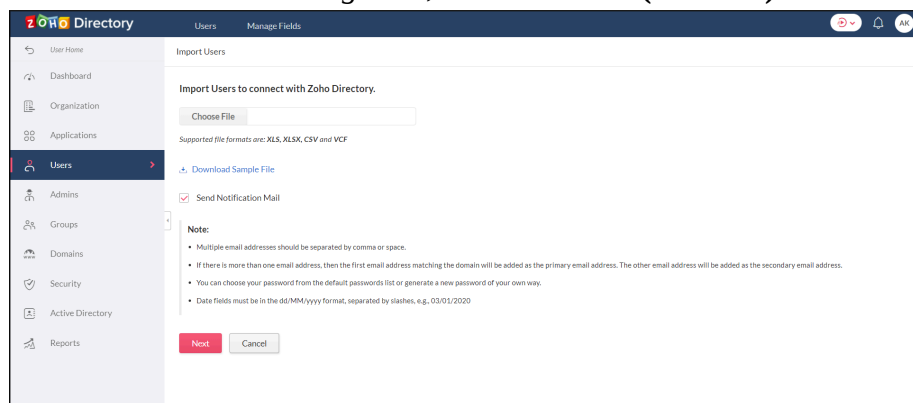 ZOHO Directory
Users
Manage Fields
AK
User Home
Import Users
Dashboard
Organization
Applications
Users
Admins
Groups
Domains
Security
Active Directory
Reports
Import Users to connect with Zoho Directory.
Choose File
Supported file formats are: XLS, XLSX, CSV and VCF
Download Sample File
Send Notification Mail
Note:
• Multiple email addresses should be separated by comma or space.
• If there is more than one email address, then the first email address matching the domain will be added as the primary email address. The other email address will be added as the secondary email address.
• You can choose your password from the default passwords list or generate a new password of your own way.
• Date fields must be in the dd/MM/yyyy format, separated by slashes, e.g., 03/01/2020
Next
Cancel